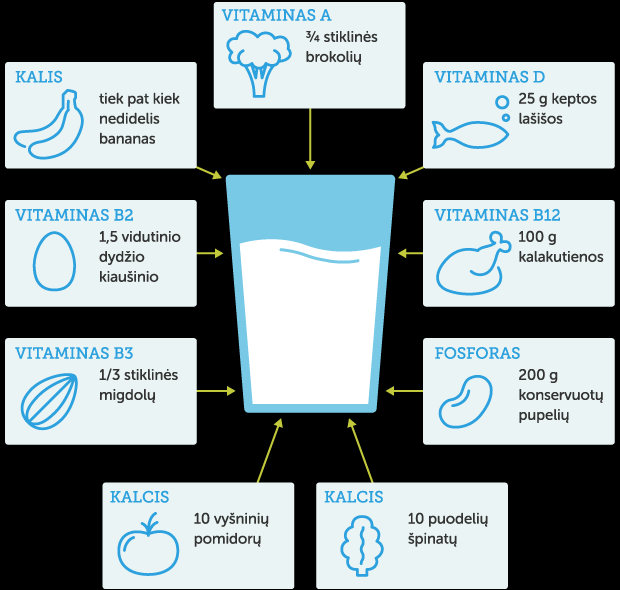 VITAMINAS A
¾ stiklinės
brokolių
KALIS
tiek pat kiek
nedidelis
bananas
VITAMINAS D
25 g keptos
lašišos
VITAMINAS B2
1,5 vidutinio
dydžio
kiaušinio
VITAMINAS B12
100 g
kalakutienos
VITAMINAS B3
1/3 stiklinės
migdolų
FOSFORAS
200 g
konservuotų
pupelių
KALCIS
10 vyšninių
pomidorų
KALCIS
10 puodelių
špinatų